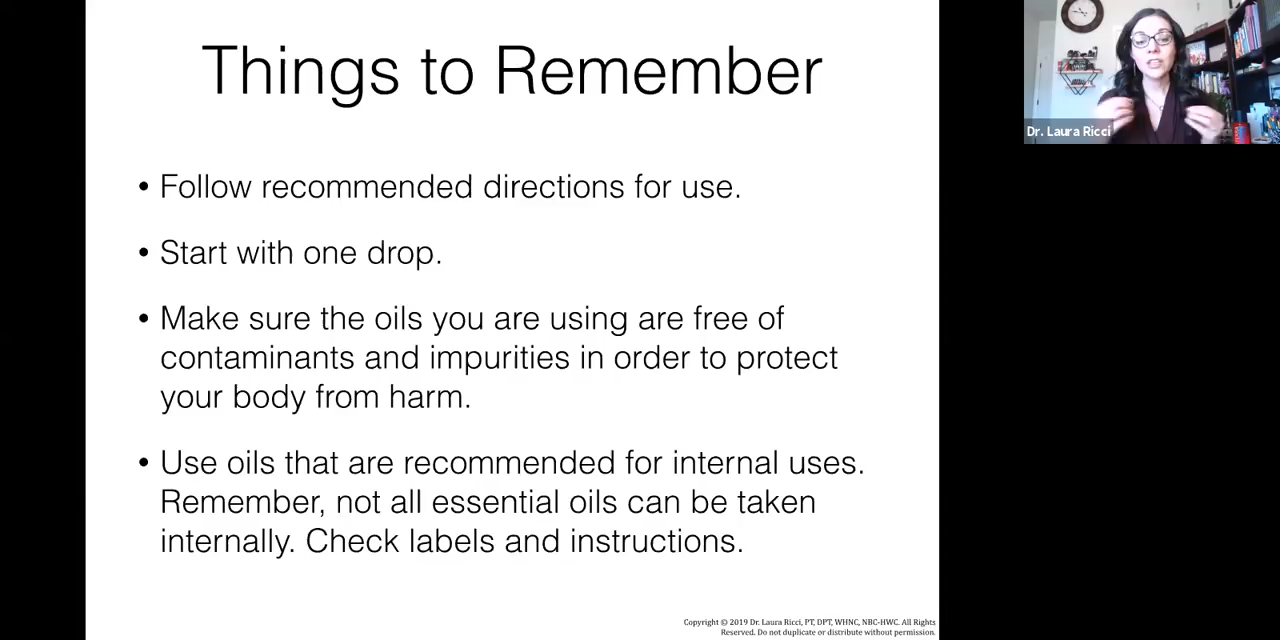 Things to Remember
• Follow recommended directions for use.
• Start with one drop.
• Make sure the oils you are using are free of
contaminants and impurities in order to protect
your body from harm.
• Use oils that are recommended for internal uses.
Remember, not all essential oils can be taken
internally. Check labels and instructions.
Copyright © 2019 Dr. Laura Ricci, PT, DPT, WHNC, NBC-HWC. All Rights
Reserved. Do not duplicate or distribute without permission.
Dr. Laura Ricci